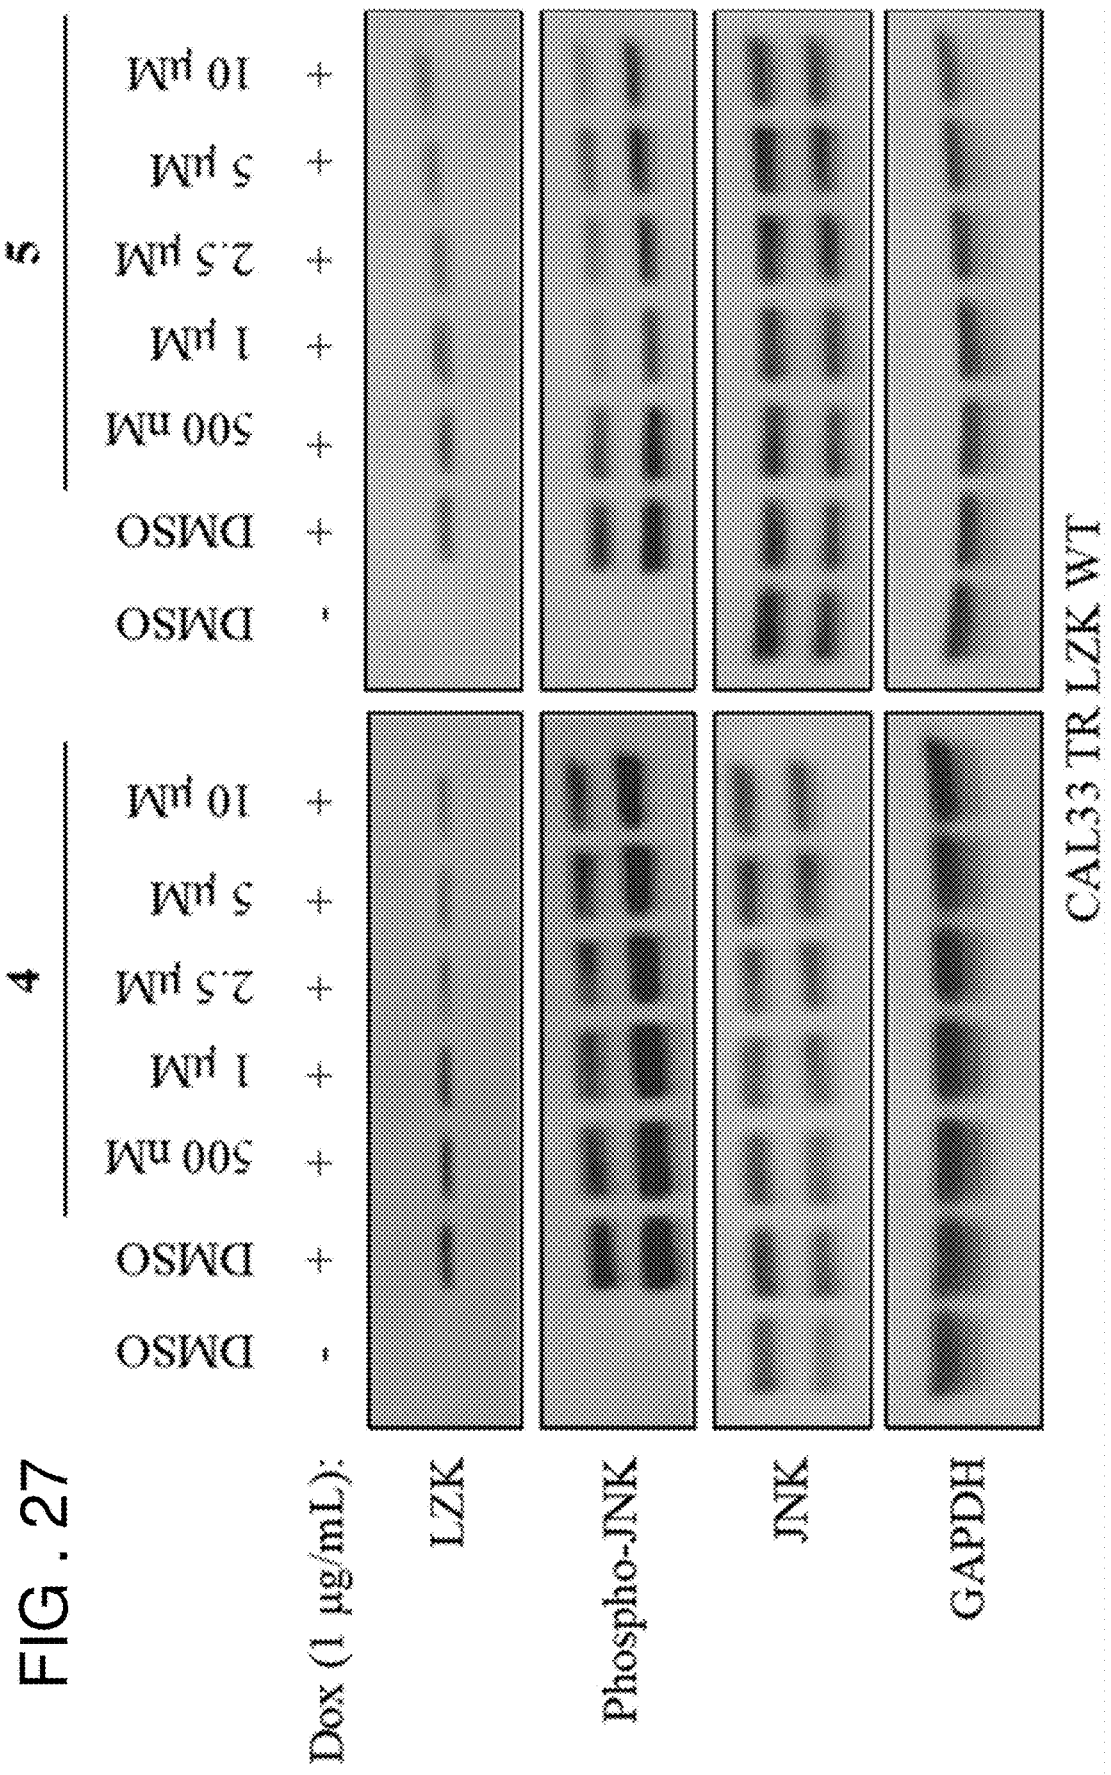 FIG. 27
4 5
DMSO DMSO 500 nM 1 µM 2.5 µM 5 µM 10 µM DMSO DMSO 500 nM 1 µM 2.5 µM 5 µM 10 µM
Dox (1 µg/mL): - + + + + + + - + + + + + +
LZK
Phospho-JNK
JNK
GAPDH
CAL33 TR LZK WT